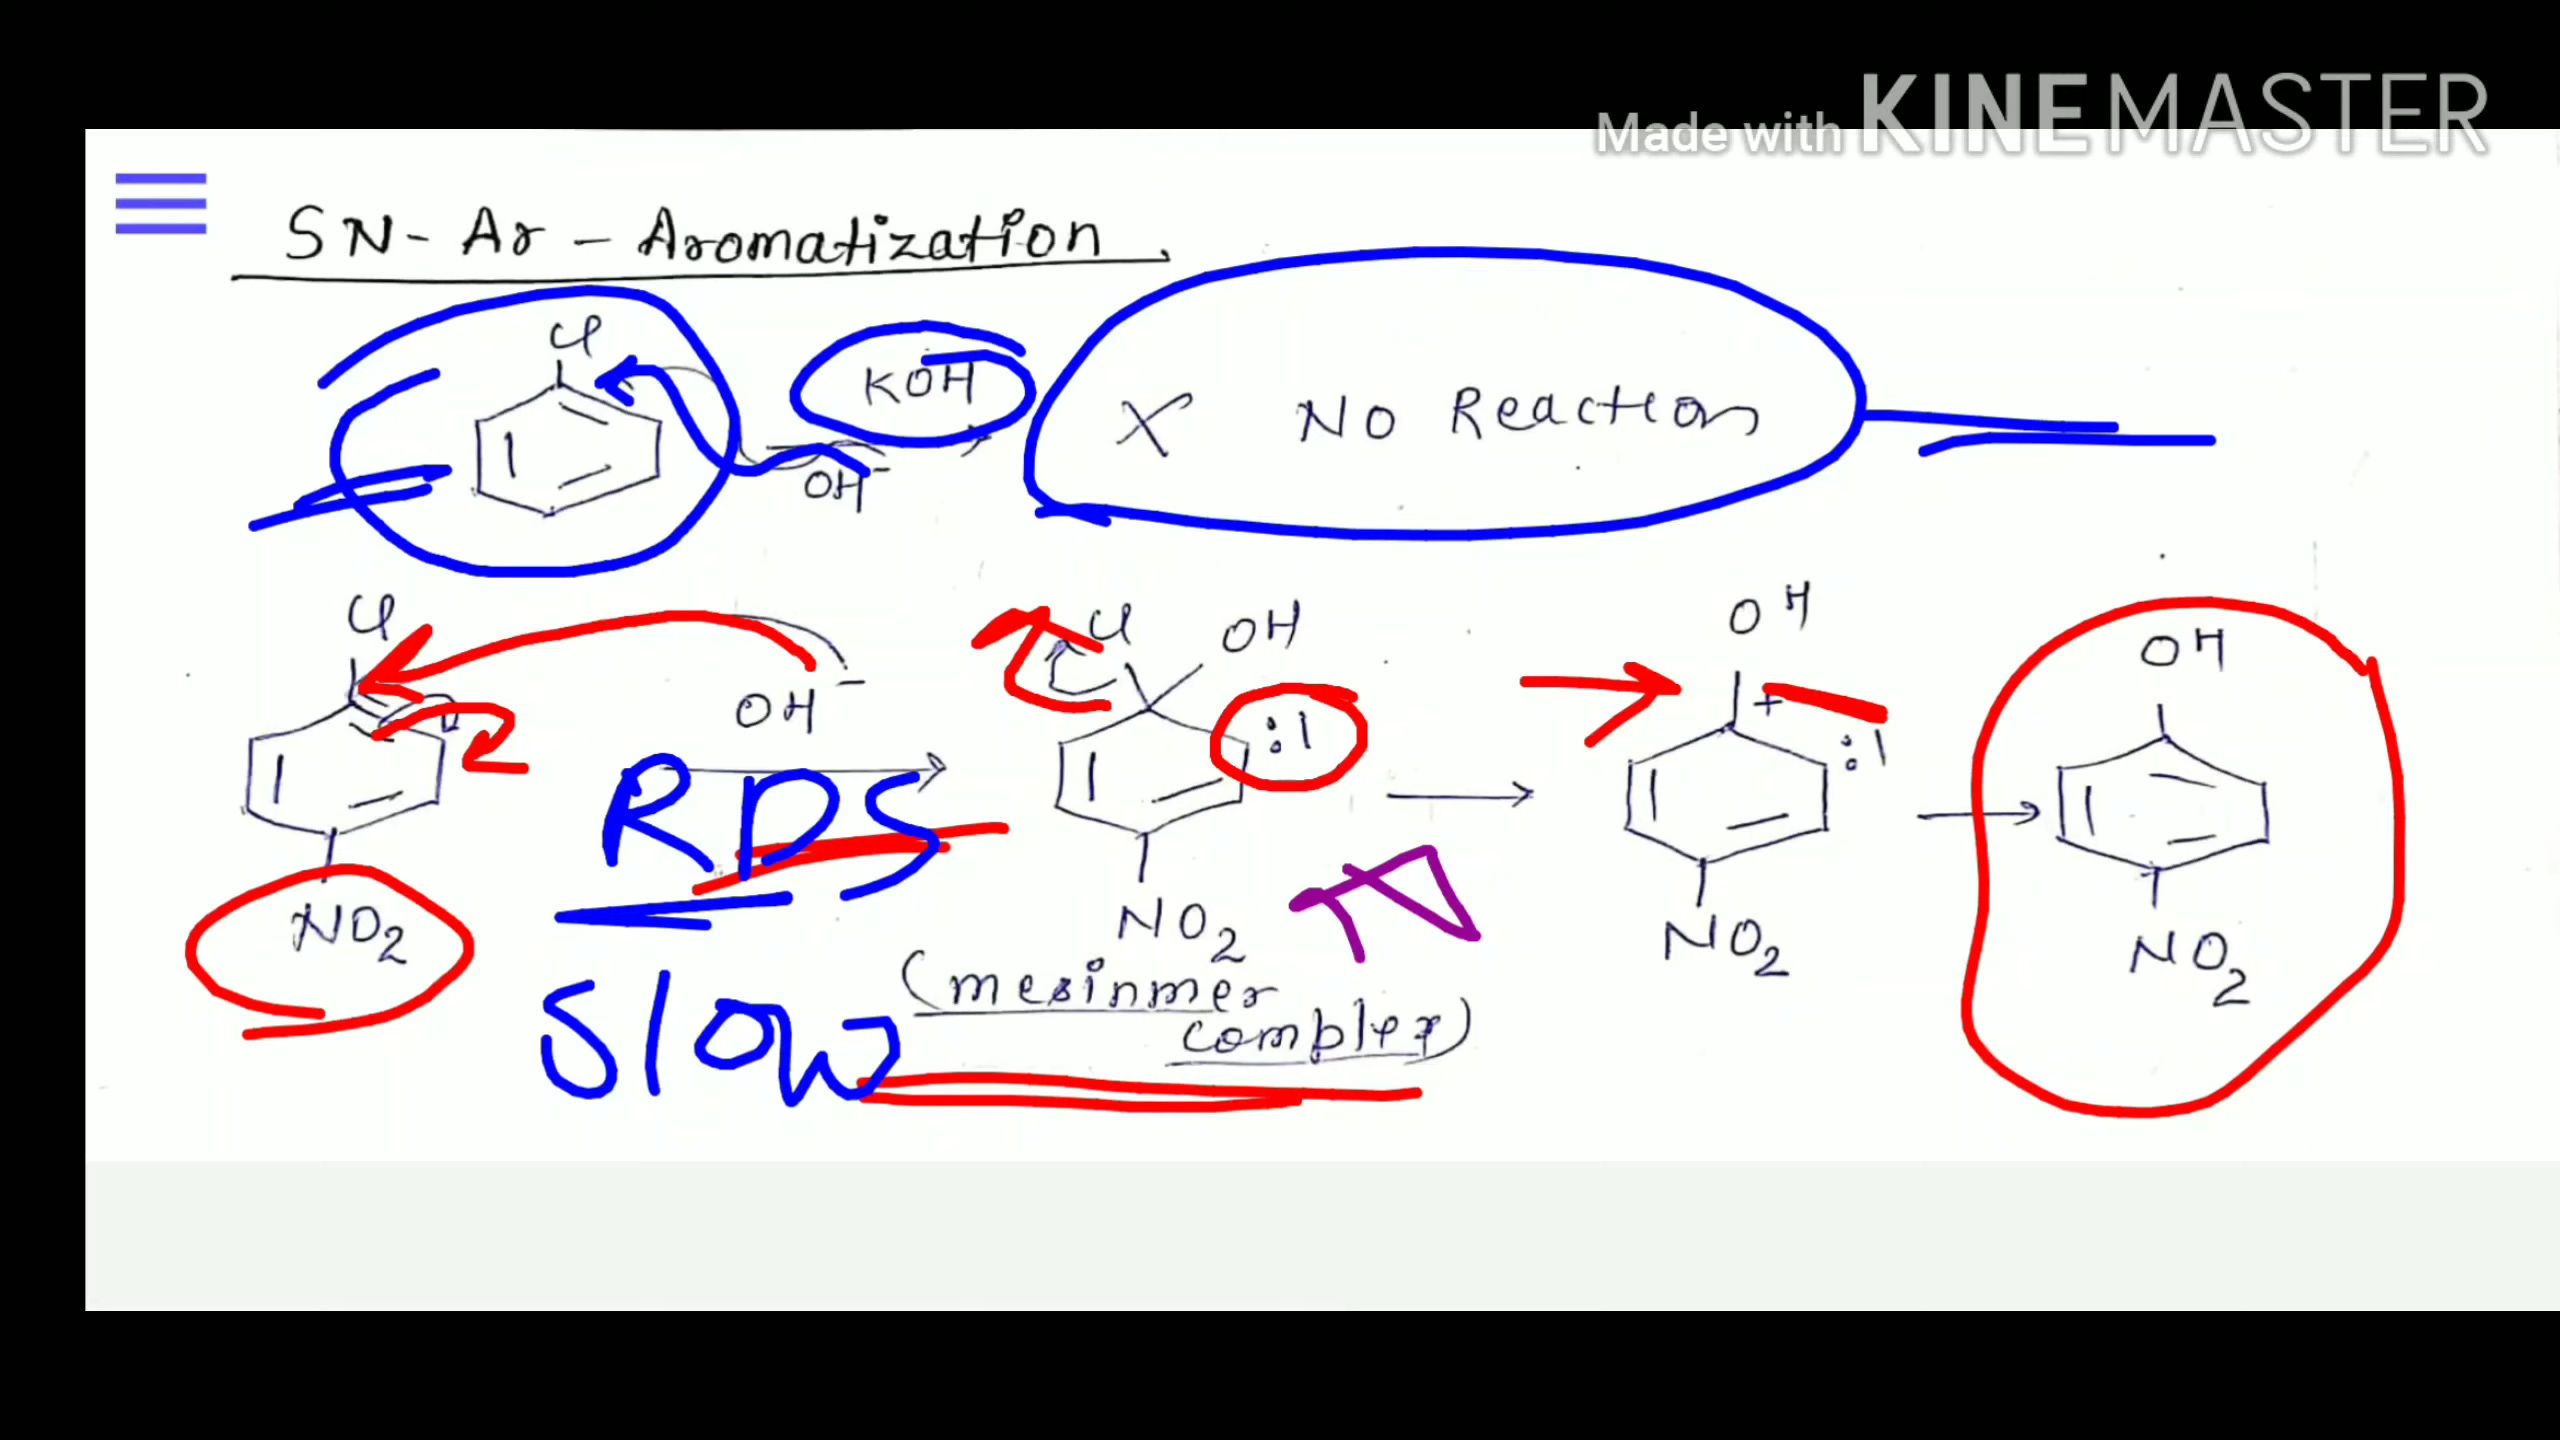 Made with KINEMASTER
SN-Ar-Aromatization.
Cl
KOH
OH⁻
X No Reaction
Cl
OH⁻
Cl OH
:|
OH
+
:|
OH
RDS
NO2
NO2
NO2
NO2
slow
(mesinmer
complex)